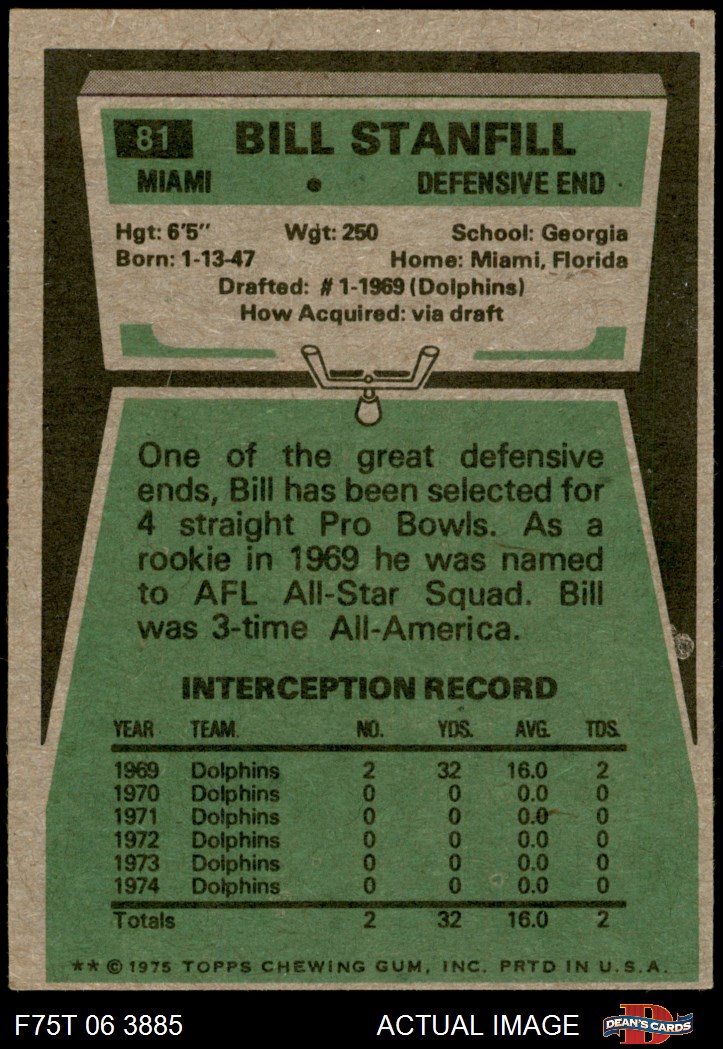 81 BILL STANFILL
MIAMI • DEFENSIVE END
Hgt: 6'5" Wgt: 250 School: Georgia
Born: 1-13-47 Home: Miami, Florida
Drafted: #1-1969 (Dolphins)
How Acquired: via draft
One of the great defensive
ends, Bill has been selected for
4 straight Pro Bowls. As a
rookie in 1969 he was named
to AFL All-Star Squad. Bill
was 3-time All-America.
INTERCEPTION RECORD
YEAR TEAM NO. YDS. AVG. TDS.
1969 Dolphins 2 32 16.0 2
1970 Dolphins 0 0 0.0 0
1971 Dolphins 0 0 0.0 0
1972 Dolphins 0 0 0.0 0
1973 Dolphins 0 0 0.0 0
1974 Dolphins 0 0 0.0 0
Totals 2 32 16.0 2
** © 1975 TOPPS CHEWING GUM, INC. PRTD IN U.S.A.
F75T 06 3885 ACTUAL IMAGE D DEAN'S CARDS